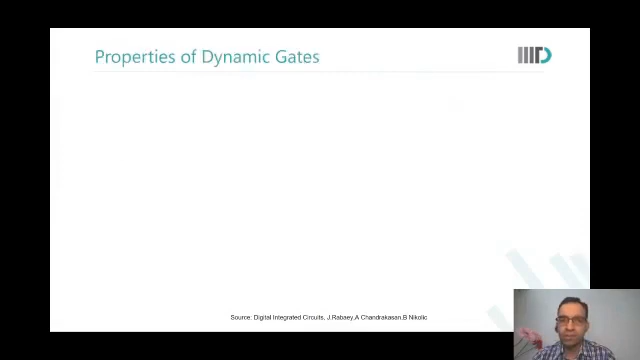 Properties of Dynamic Gates
Source: Digital Integrated Circuits, J.Rabaey,A Chandrakasan,B Nikolic